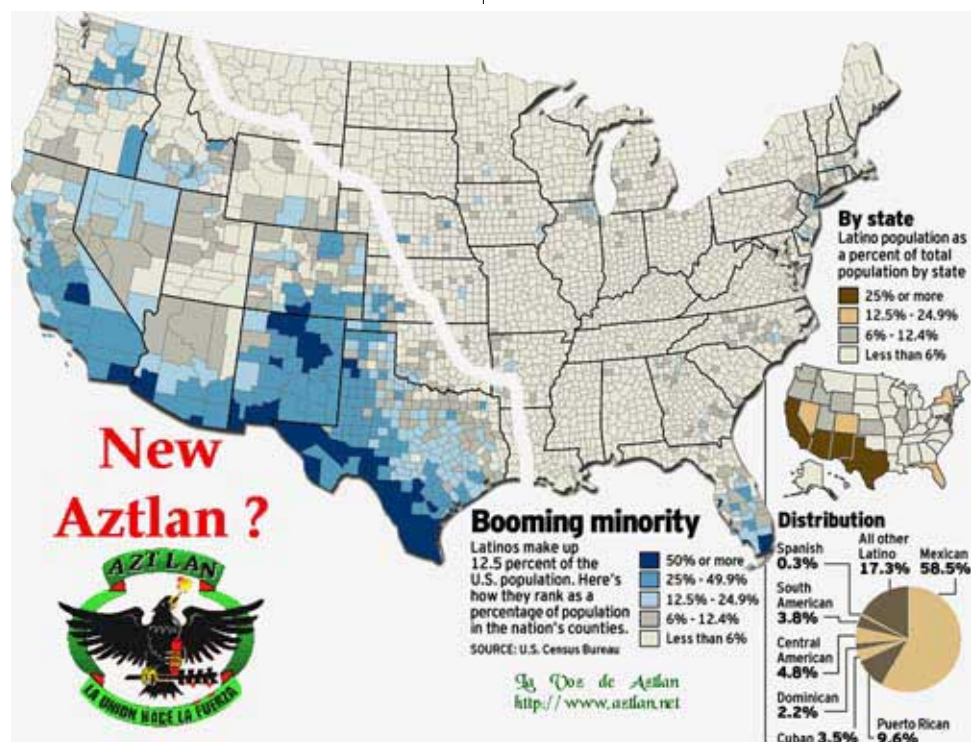 By state
Latino population as
a percent of total
population by state
25% or more
12.5% - 24.9%
6% - 12.4%
Less than 6%
New
Aztlan ?
AZTLAN
LA UNION HACE LA FUERZA
Booming minority
Latinos make up
12.5 percent of the
U.S. population. Here's
how they rank as a
percentage of population
in the nation's counties.
SOURCE: U.S. Census Bureau
50% or more
25% - 49.9%
12.5% - 24.9%
6% - 12.4%
Less than 6%
La Voz de Aztlan
http://www.aztlan.net
Distribution
Spanish
0.3%
All other
Latino
17.3%
Mexican
58.5%
South
American
3.8%
Central
American
4.8%
Dominican
2.2%
Cuban 3.5%
Puerto Rican
9.6%